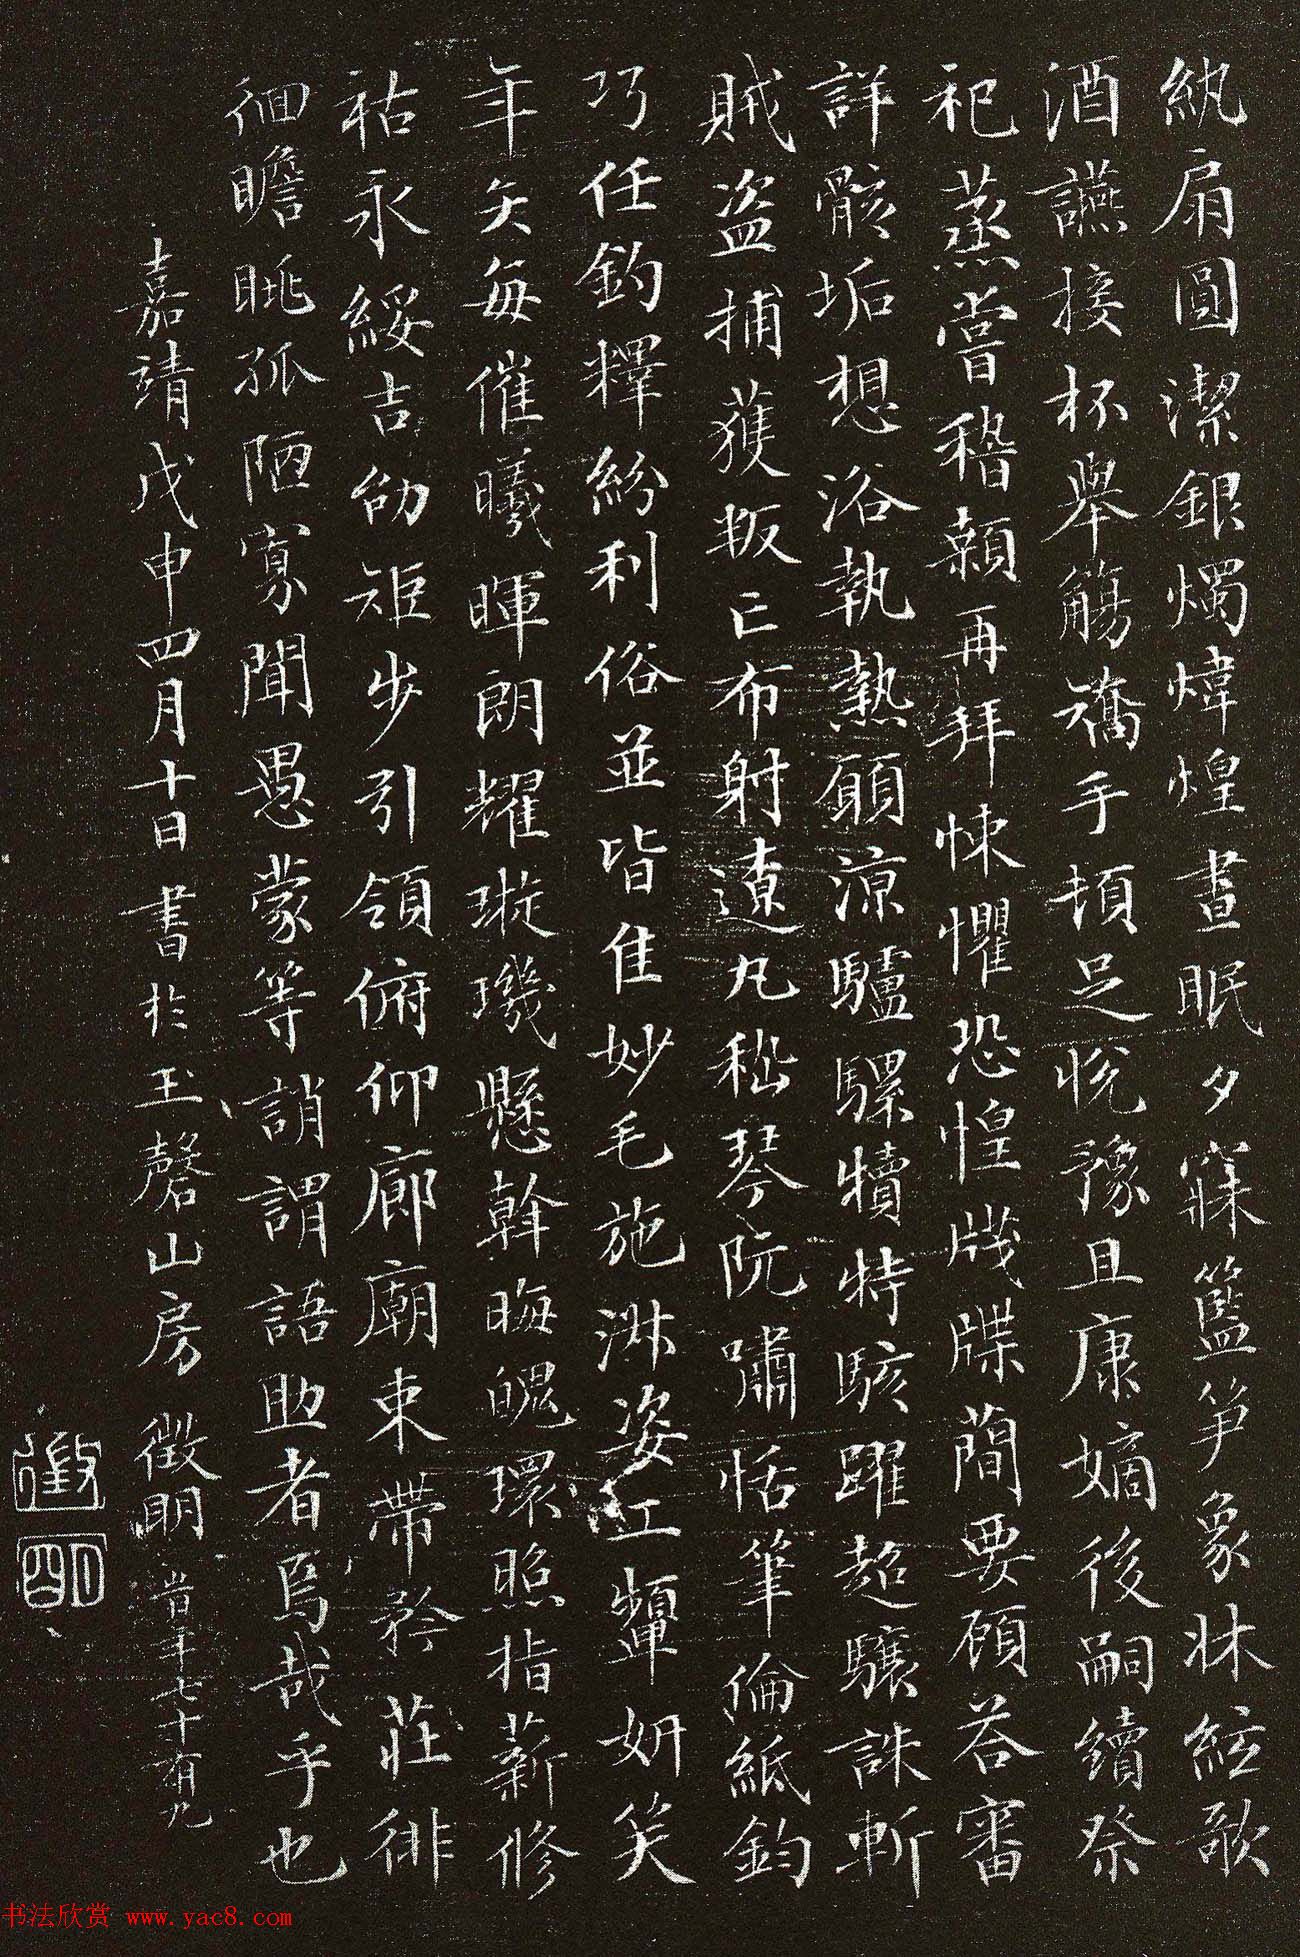 紈扇圓潔銀燭煒煌晝眠夕寐籃笋象牀絃歌
酒讌接杯舉觴矯手頓足悅豫且康嫡後嗣續祭
祀蒸嘗稽顙再拜悚懼恐惶牋牒簡要顧荅審
詳骸垢想浴執熱願涼驢騾犢特駭躍超驤誅斬
賊盜捕獲叛亡布射遼丸嵇琴阮嘯恬筆倫紙鈞
巧任釣釋紛利俗並皆佳妙毛施淑姿工顰妍笑
年矢每催曦暉朗耀璇璣懸斡晦魄環照指薪修
祜永綏吉劭矩步引領俯仰廊廟束帶矜莊徘
徊瞻眺孤陋寡聞愚蒙等誚謂語助者焉哉乎也
嘉靖戊申四月十日書於玉磬山房 徵明 昔年七十有九
徵明
书法欣赏 www.yac8.com